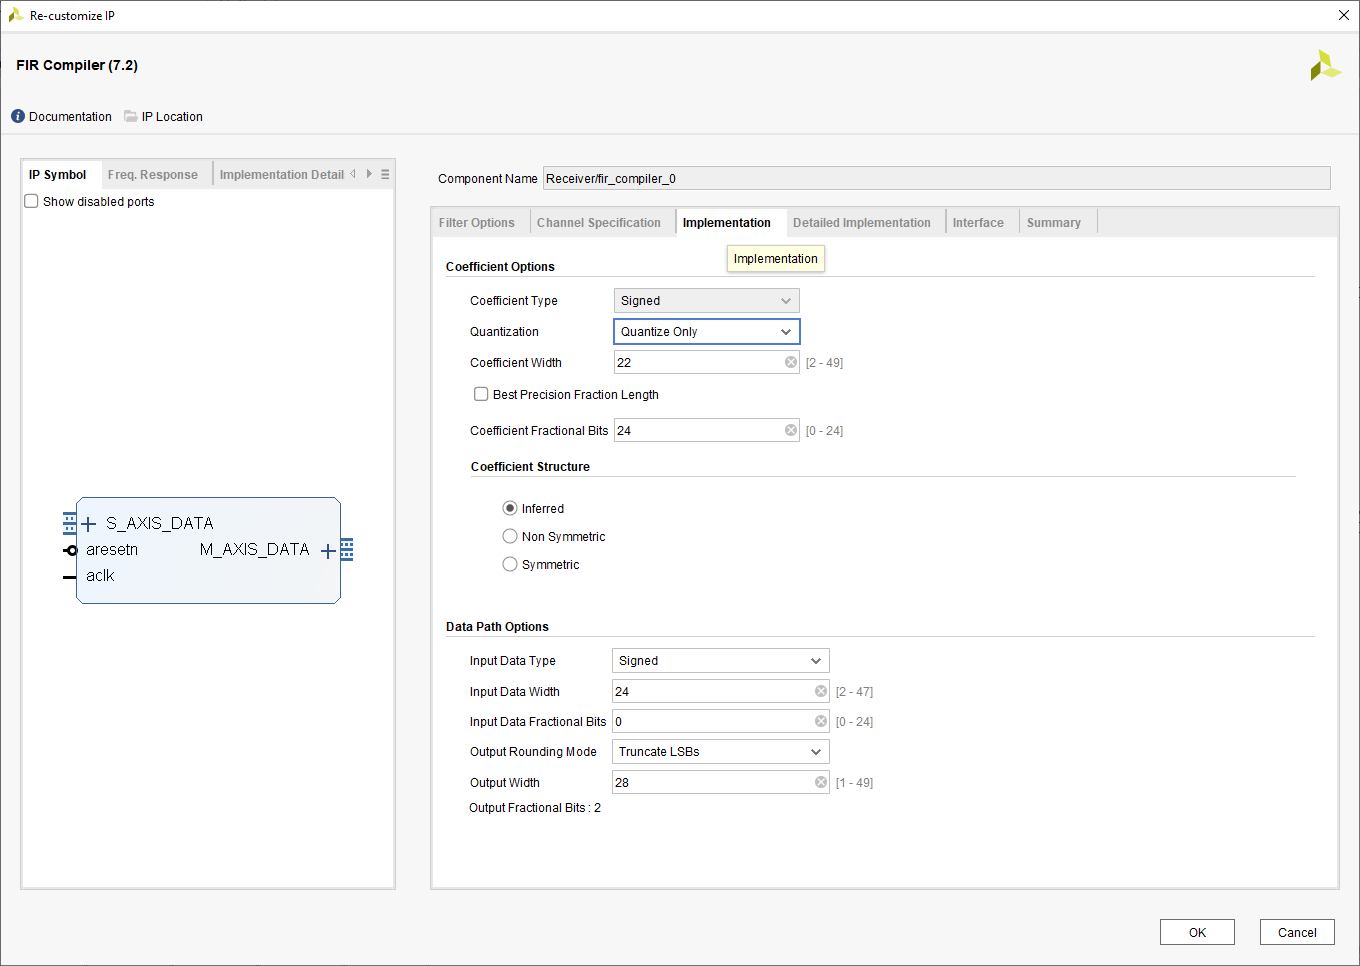 Re-customize IP
FIR Compiler (7.2)
Documentation IP Location
IP Symbol Freq. Response Implementation Detail
Show disabled ports
S_AXIS_DATA
aresetn M_AXIS_DATA
aclk
Component Name Receiver/fir_compiler_0
Filter Options Channel Specification Implementation Detailed Implementation Interface Summary
Implementation
Coefficient Options
Coefficient Type Signed
Quantization Quantize Only
Coefficient Width 22 [2 - 49]
Best Precision Fraction Length
Coefficient Fractional Bits 24 [0 - 24]
Coefficient Structure
Inferred
Non Symmetric
Symmetric
Data Path Options
Input Data Type Signed
Input Data Width 24 [2 - 47]
Input Data Fractional Bits 0 [0 - 24]
Output Rounding Mode Truncate LSBs
Output Width 28 [1 - 49]
Output Fractional Bits : 2
OK Cancel